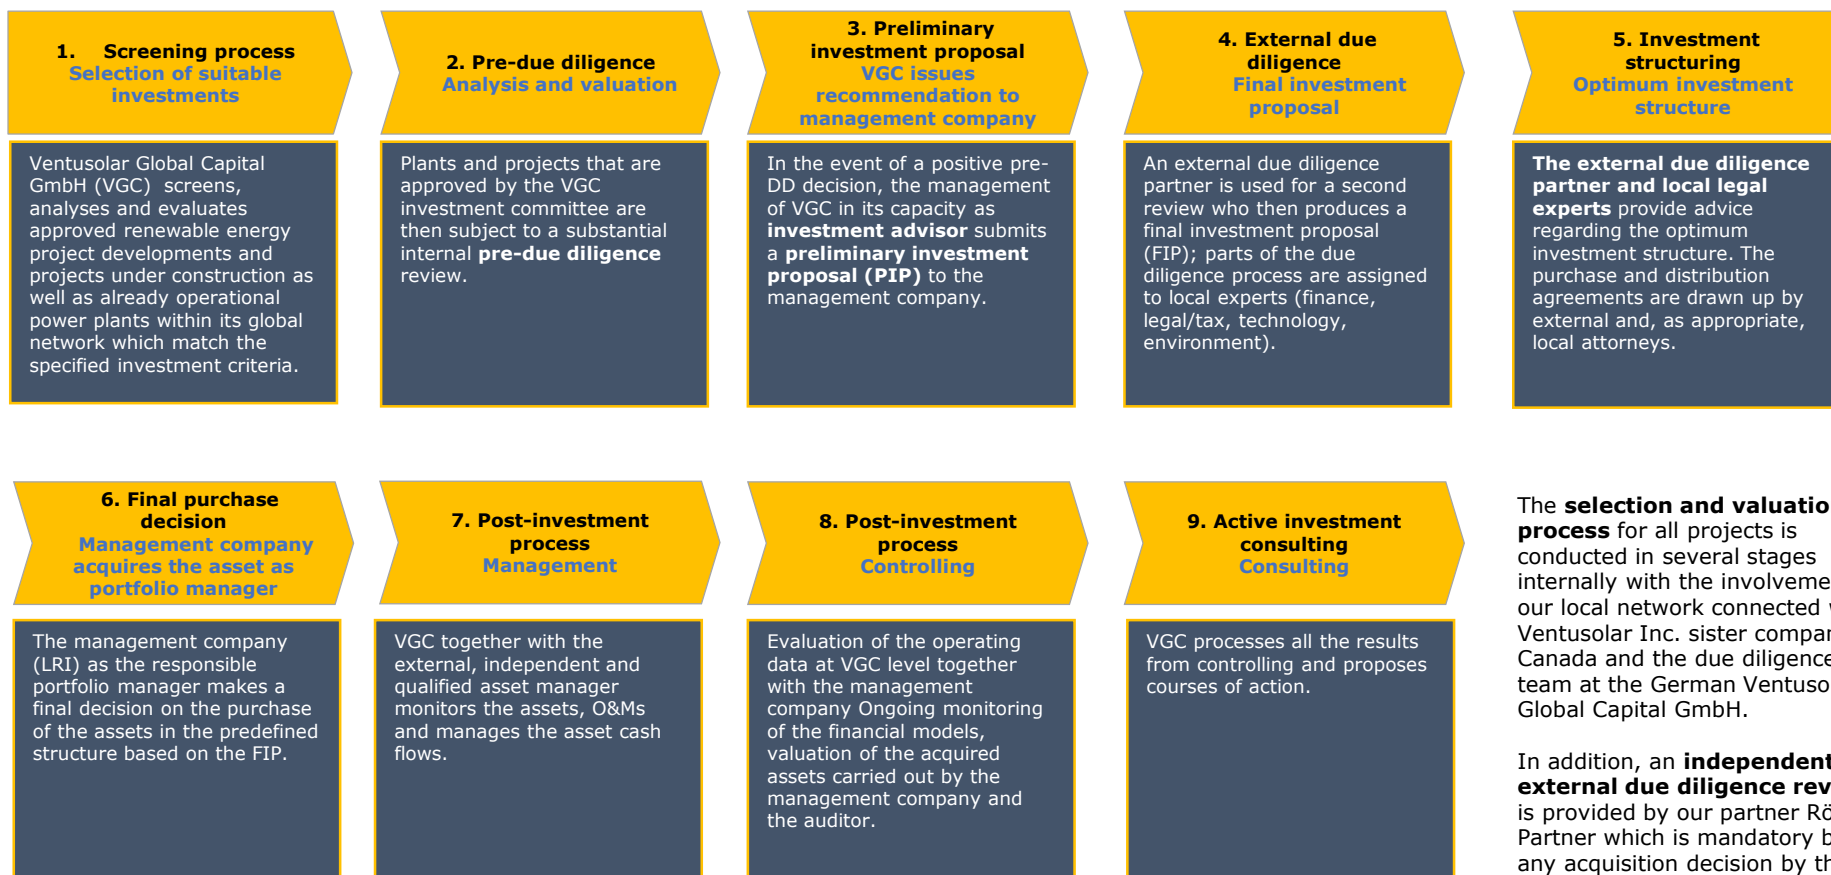 1. Screening process
Selection of suitable
investments
Ventusolar Global Capital
GmbH (VGC) screens,
analyses and evaluates
approved renewable energy
project developments and
projects under construction as
well as already operational
power plants within its global
network which match the
specified investment criteria.
2. Pre-due diligence
Analysis and valuation
Plants and projects that are
approved by the VGC
investment committee are
then subject to a substantial
internal pre-due diligence
review.
3. Preliminary
investment proposal
VGC issues
recommendation to
management company
In the event of a positive pre-
DD decision, the management
of VGC in its capacity as
investment advisor submits
a preliminary investment
proposal (PIP) to the
management company.
4. External due
diligence
Final investment
proposal
An external due diligence
partner is used for a second
review who then produces a
final investment proposal
(FIP); parts of the due
diligence process are assigned
to local experts (finance,
legal/tax, technology,
environment).
5. Investment
structuring
Optimum investment
structure
The external due diligence
partner and local legal
experts provide advice
regarding the optimum
investment structure. The
purchase and distribution
agreements are drawn up by
external and, as appropriate,
local attorneys.
6. Final purchase
decision
Management company
acquires the asset as
portfolio manager
The management company
(LRI) as the responsible
portfolio manager makes a
final decision on the purchase
of the assets in the predefined
structure based on the FIP.
7. Post-investment
process
Management
VGC together with the
external, independent and
qualified asset manager
monitors the assets, O&Ms
and manages the asset cash
flows.
8. Post-investment
process
Controlling
Evaluation of the operating
data at VGC level together
with the management
company Ongoing monitoring
of the financial models,
valuation of the acquired
assets carried out by the
management company and
the auditor.
9. Active investment
consulting
Consulting
VGC processes all the results
from controlling and proposes
courses of action.
The selection and
process for all projects is
conducted in several stages
internally with the
our local network connected
Ventusolar Inc. sister
Canada and the due diligence
team at the German
Global Capital GmbH.
In addition, an independent
external due diligence
is provided by our partner
Partner which is mandatory
any acquisition decision by